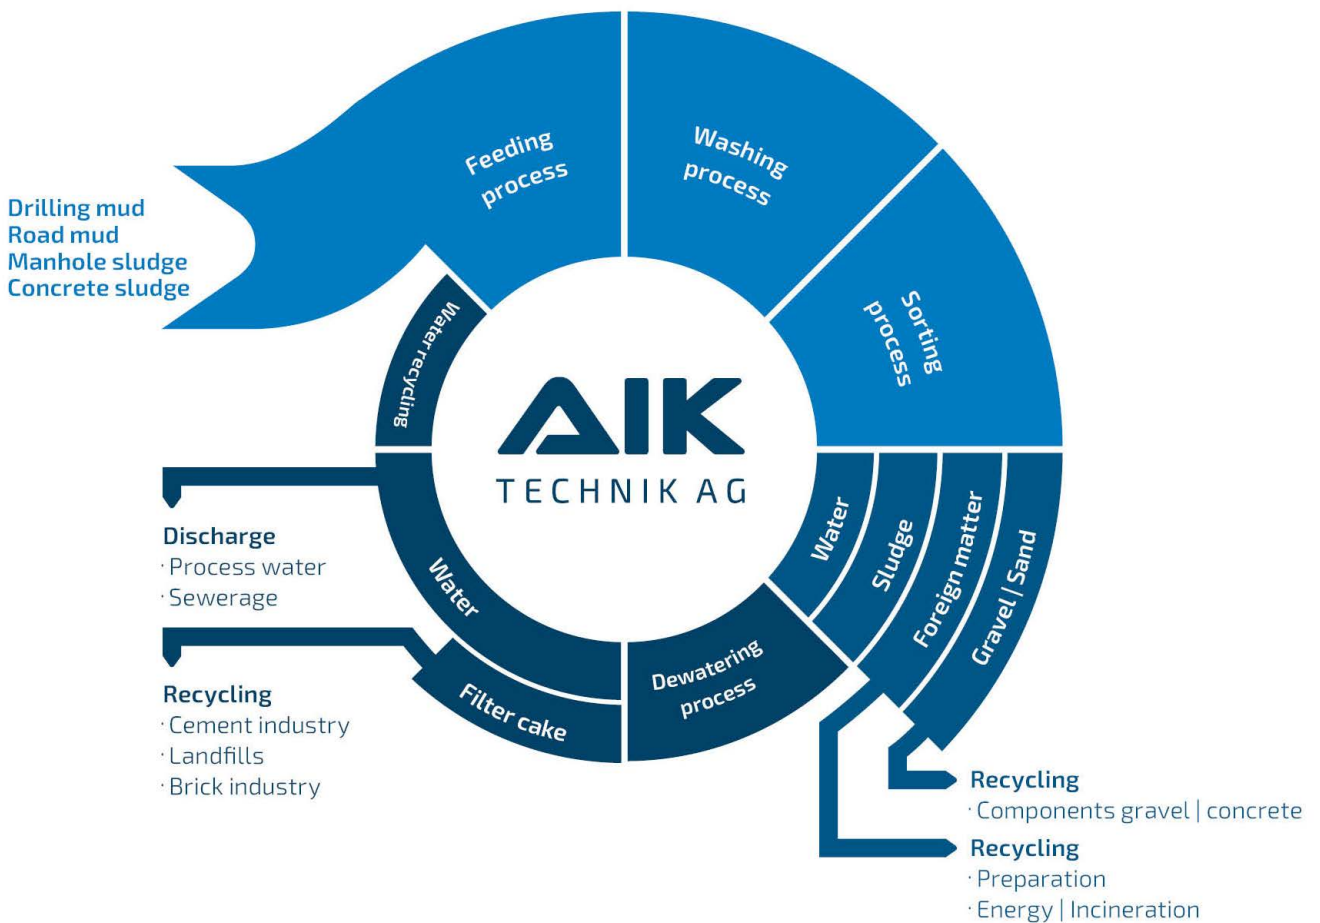 Drilling mud
Road mud
Manhole sludge
Concrete sludge
Feeding
process
Washing
process
Sorting
process
Water recycling
AIK
TECHNIK AG
Water
Sludge
Foreign matter
Gravel | Sand
Dewatering
process
Water
Filter cake
Discharge
· Process water
· Sewerage
Recycling
· Cement industry
· Landfills
· Brick industry
Recycling
· Components gravel | concrete
Recycling
· Preparation
· Energy | Incineration